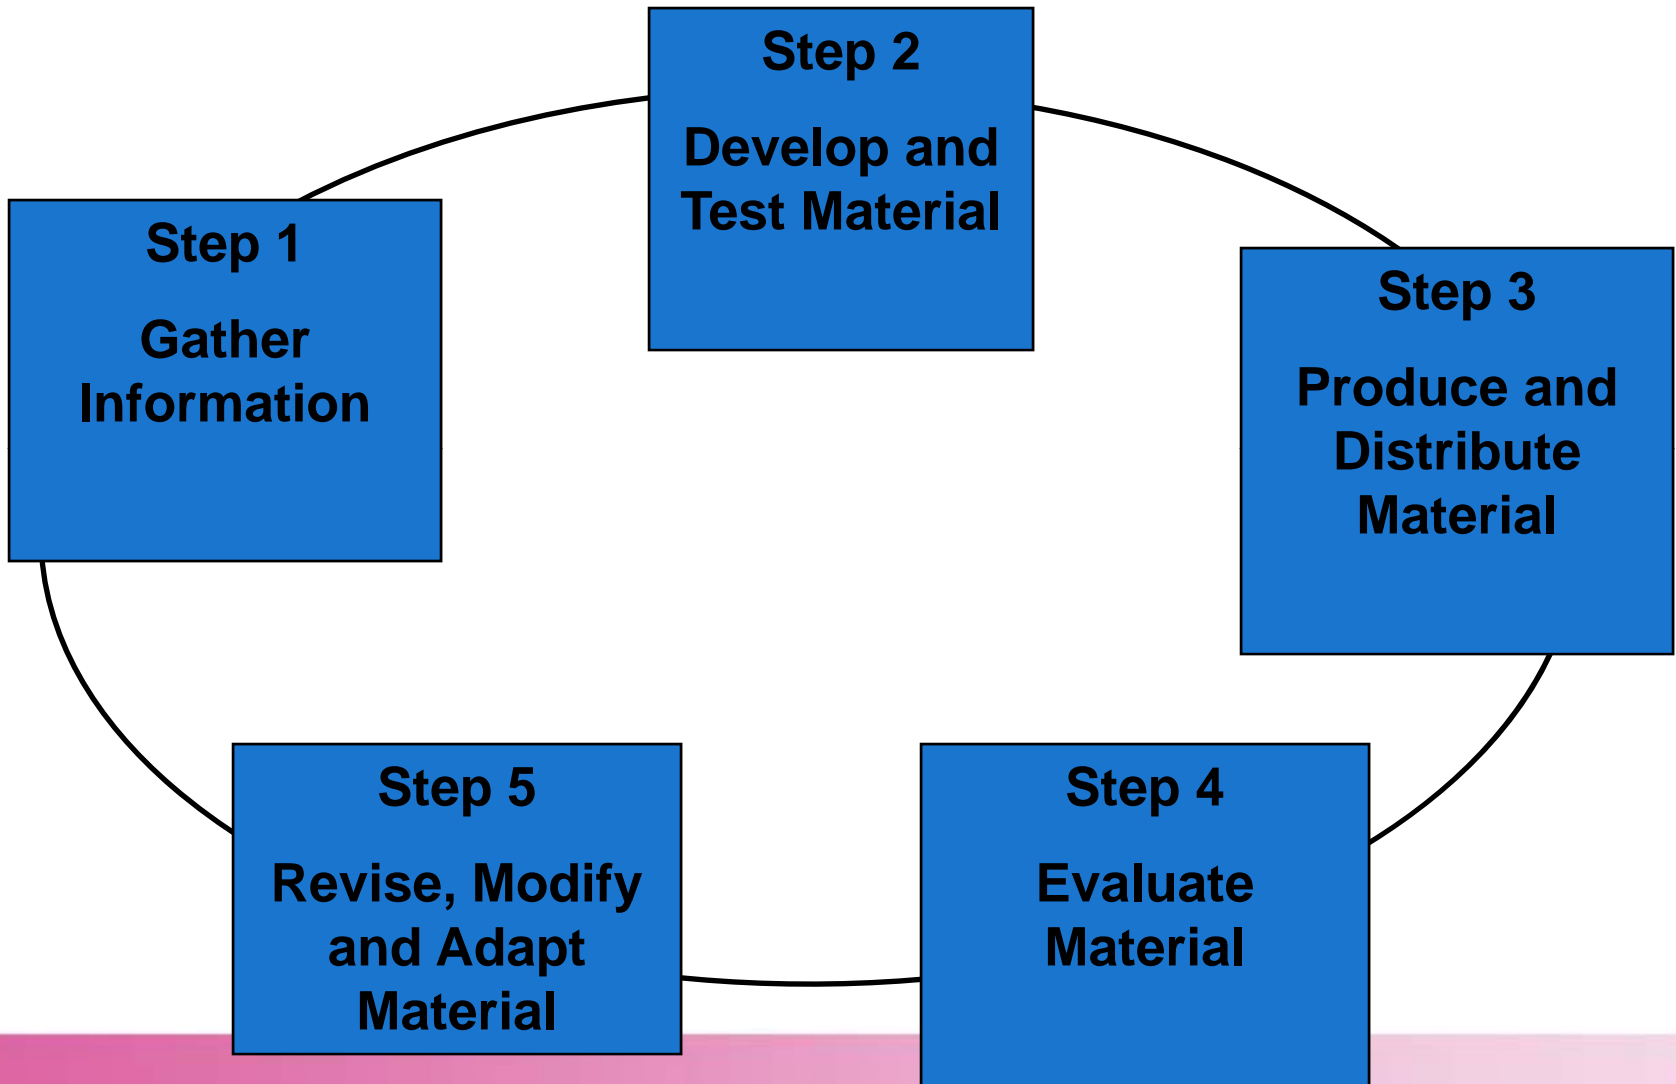 Step 1
Gather
Information
Step 2
Develop and
Test Material
Step 3
Produce and
Distribute
Material
Step 4
Evaluate
Material
Step 5
Revise, Modify
and Adapt
Material